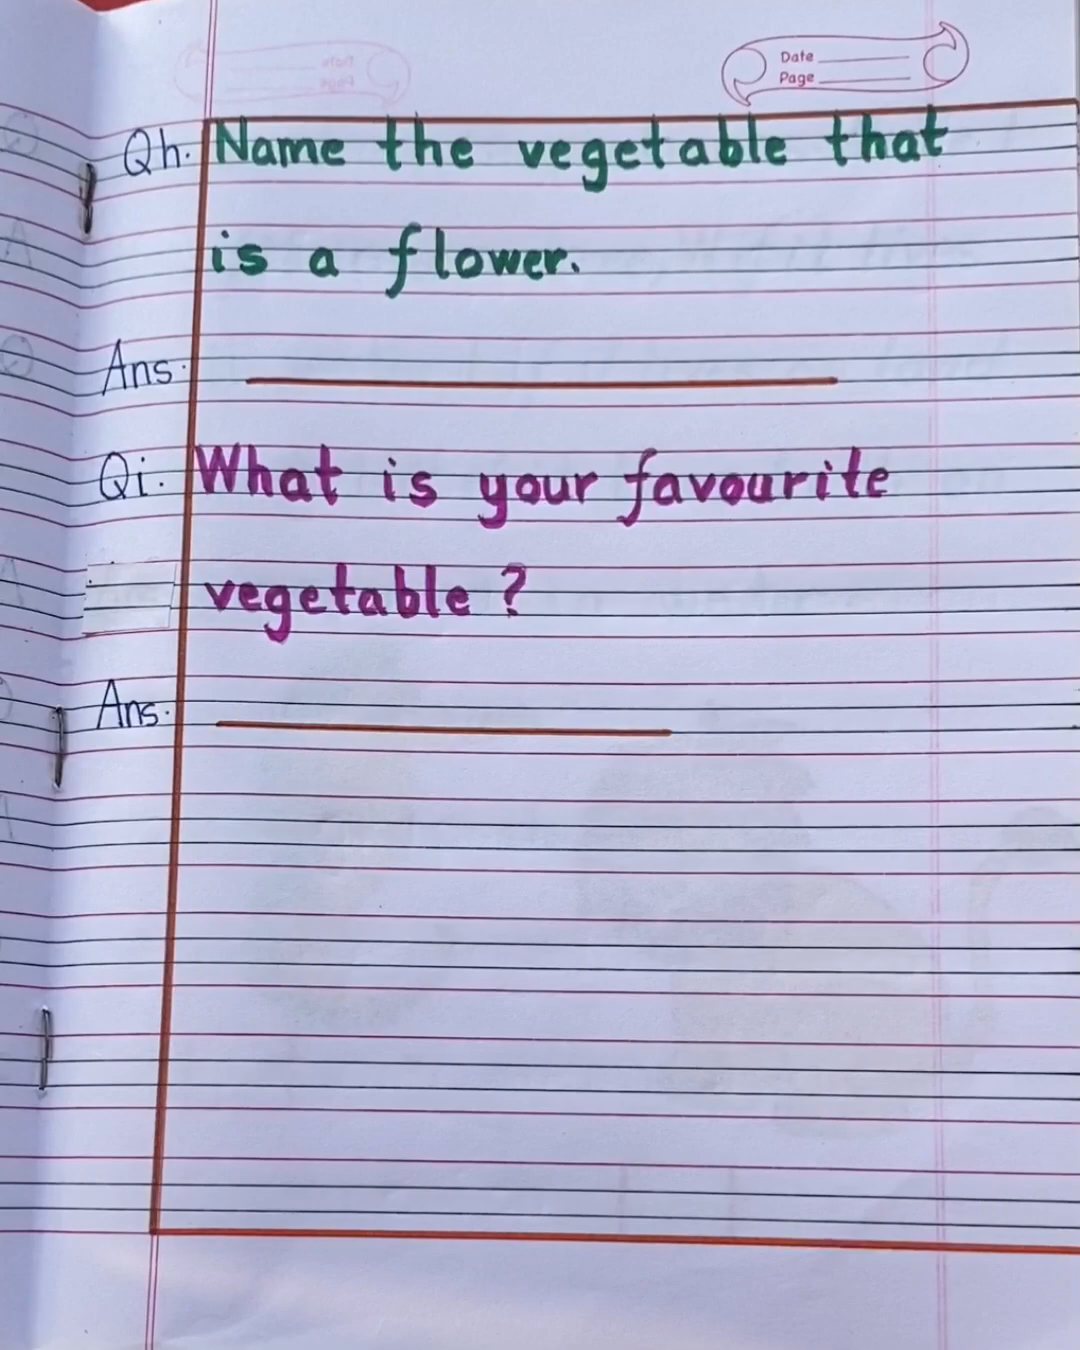 Date
Page
Qh. Name the vegetable that
is a flower.
Ans.
Qi. What is your favourite
vegetable ?
Ans.